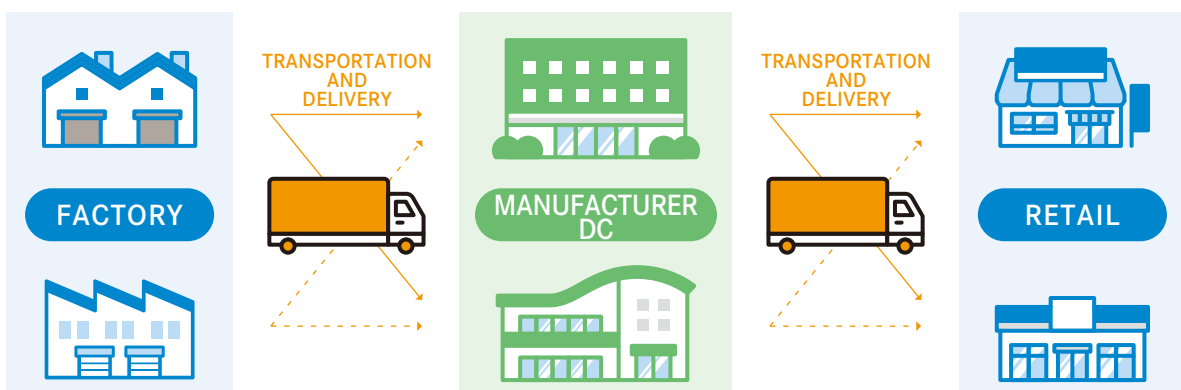 FACTORY
TRANSPORTATION
AND
DELIVERY
MANUFACTURER
DC
TRANSPORTATION
AND
DELIVERY
RETAIL